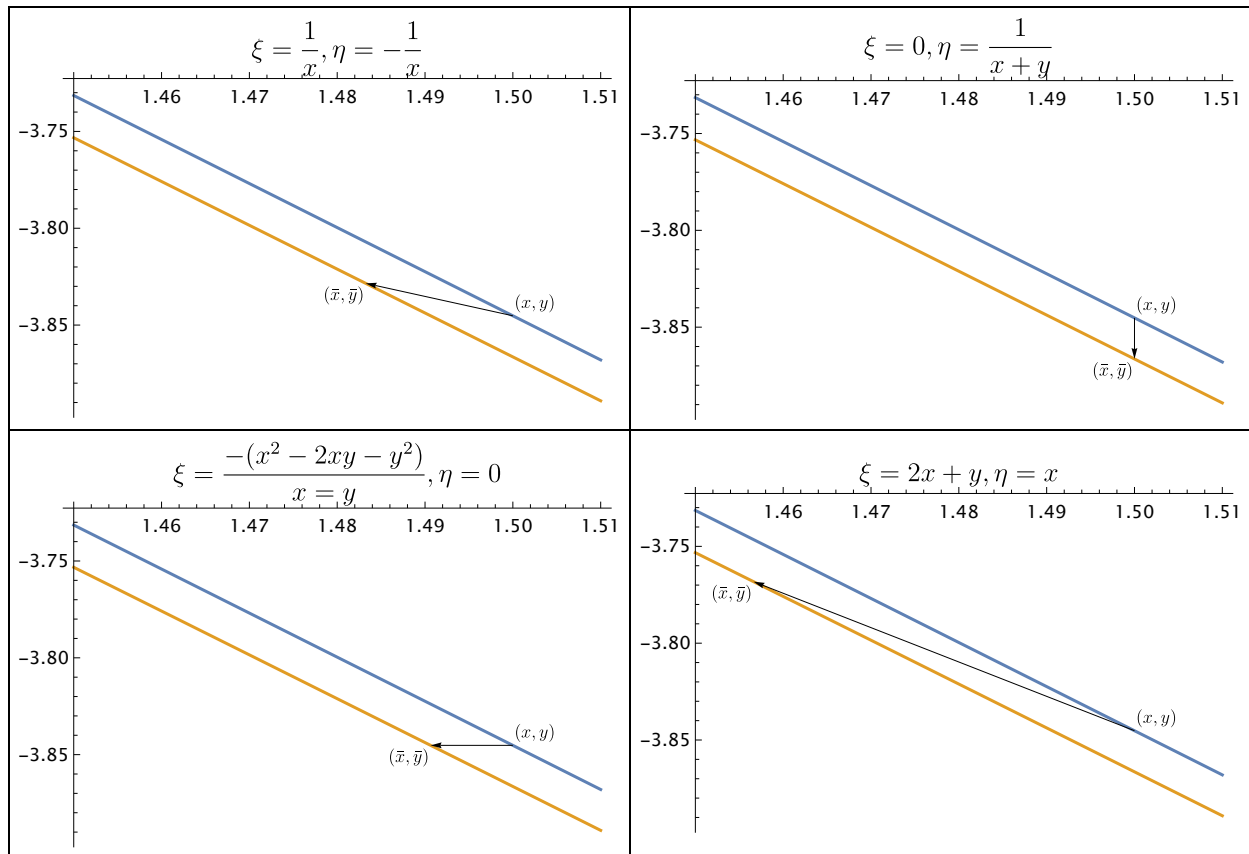 ξ = 1/x, η = −1/x
1.46 1.47 1.48 1.49 1.50 1.51
−3.75
−3.80
−3.85
(x̄, ȳ)
(x, y)
ξ = 0, η = 1/(x + y)
1.46 1.47 1.48 1.49 1.50 1.51
−3.75
−3.80
−3.85
(x, y)
(x̄, ȳ)
ξ = −(x² − 2xy − y²)/(x = y), η = 0
1.46 1.47 1.48 1.49 1.50 1.51
−3.75
−3.80
−3.85
(x, y)
(x̄, ȳ)
ξ = 2x + y, η = x
1.46 1.47 1.48 1.49 1.50 1.51
−3.75
(x̄, ȳ)
−3.80
(x, y)
−3.85